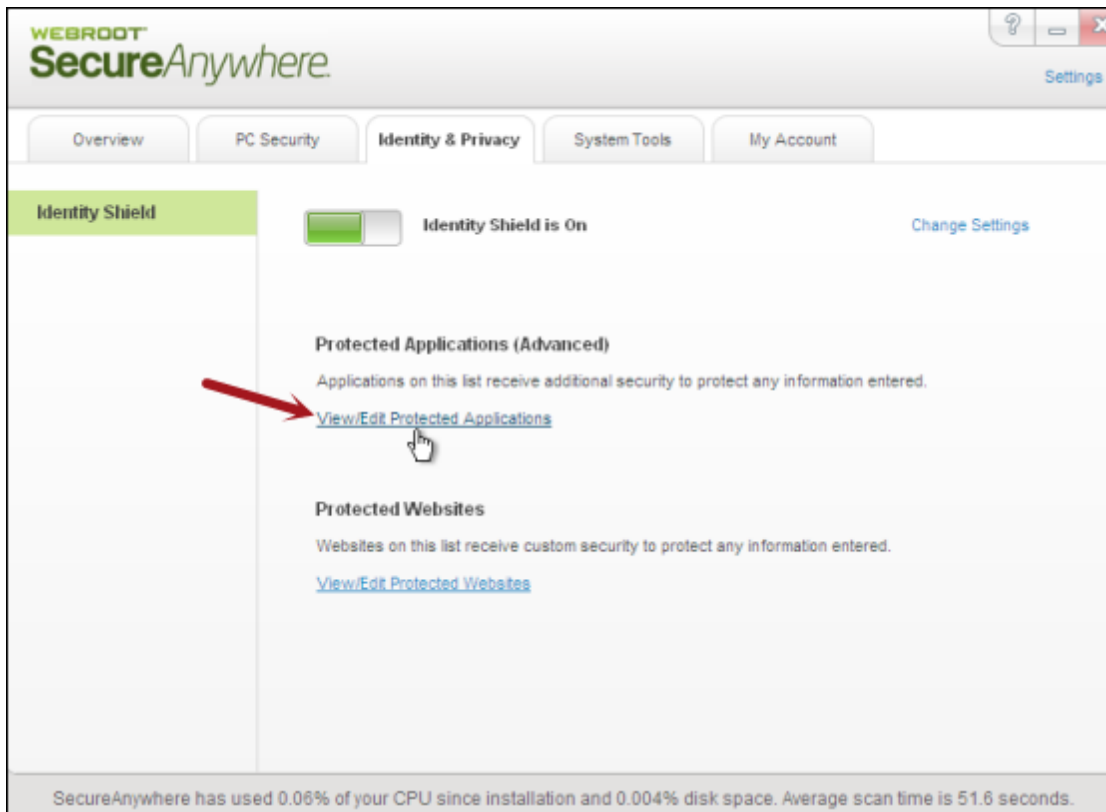 WEBROOT
SecureAnywhere.
Settings
Overview
PC Security
Identity & Privacy
System Tools
My Account
Identity Shield
Identity Shield is On
Change Settings
Protected Applications (Advanced)
Applications on this list receive additional security to protect any information entered.
View/Edit Protected Applications
Protected Websites
Websites on this list receive custom security to protect any information entered.
View/Edit Protected Websites
SecureAnywhere has used 0.06% of your CPU since installation and 0.004% disk space. Average scan time is 51.6 seconds.